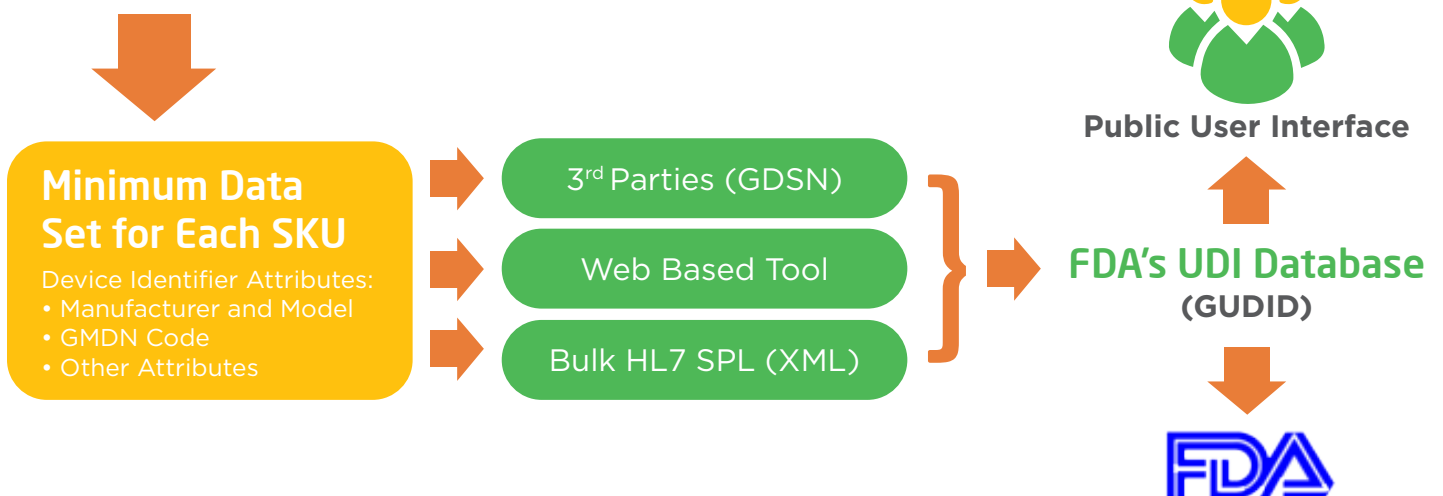 Minimum Data
Set for Each SKU
Device Identifier Attributes:
• Manufacturer and Model
• GMDN Code
• Other Attributes
3rd Parties (GDSN)
Web Based Tool
Bulk HL7 SPL (XML)
Public User Interface
FDA's UDI Database
(GUDID)
FDA